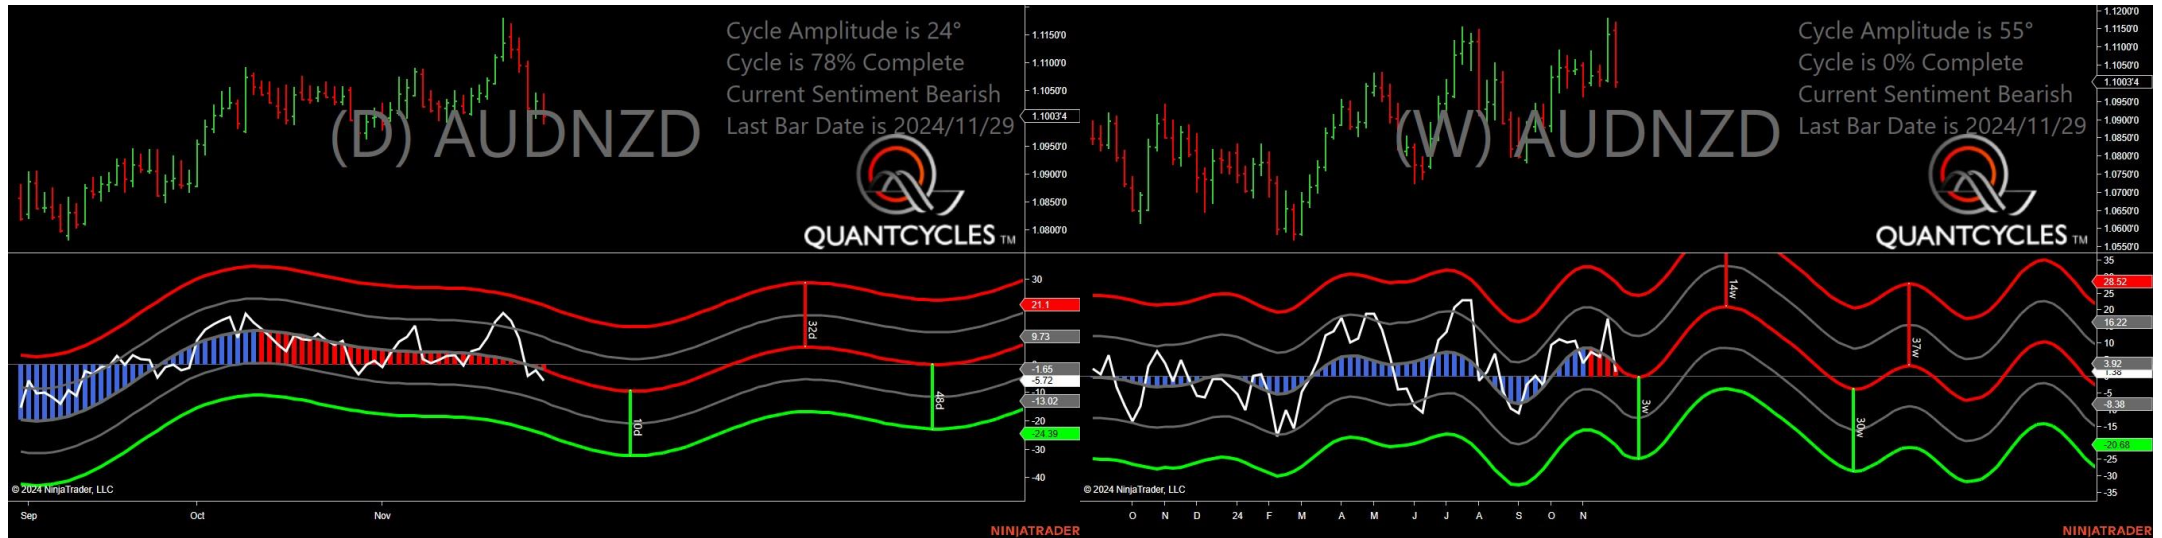 Cycle Amplitude is 24°
Cycle is 78% Complete
Current Sentiment Bearish
Last Bar Date is 2024/11/29
(D) AUDNZD
QUANTCYCLES TM
1.1150'0
1.1100'0
1.1050'0
1.1003'4
1.0950'0
1.0900'0
1.0850'0
1.0800'0
30
21.1
9.73
-1.65
-5.72
-10
-13.02
-20
-24.39
-30
-40
32d
10d
48d
© 2024 NinjaTrader, LLC
Sep Oct Nov
NINJATRADER
Cycle Amplitude is 55°
Cycle is 0% Complete
Current Sentiment Bearish
Last Bar Date is 2024/11/29
(W) AUDNZD
QUANTCYCLES TM
1.1200'0
1.1150'0
1.1100'0
1.1050'0
1.1003'4
1.0950'0
1.0900'0
1.0850'0
1.0800'0
1.0750'0
1.0700'0
1.0650'0
1.0600'0
1.0550'0
35
28.52
25
20
16.22
10
3.92
1.38
-8.38
-15
-20.68
-25
-30
-35
14w
37w
3w
30w
© 2024 NinjaTrader, LLC
O N D 24 F M A M J J A S O N
NINJATRADER